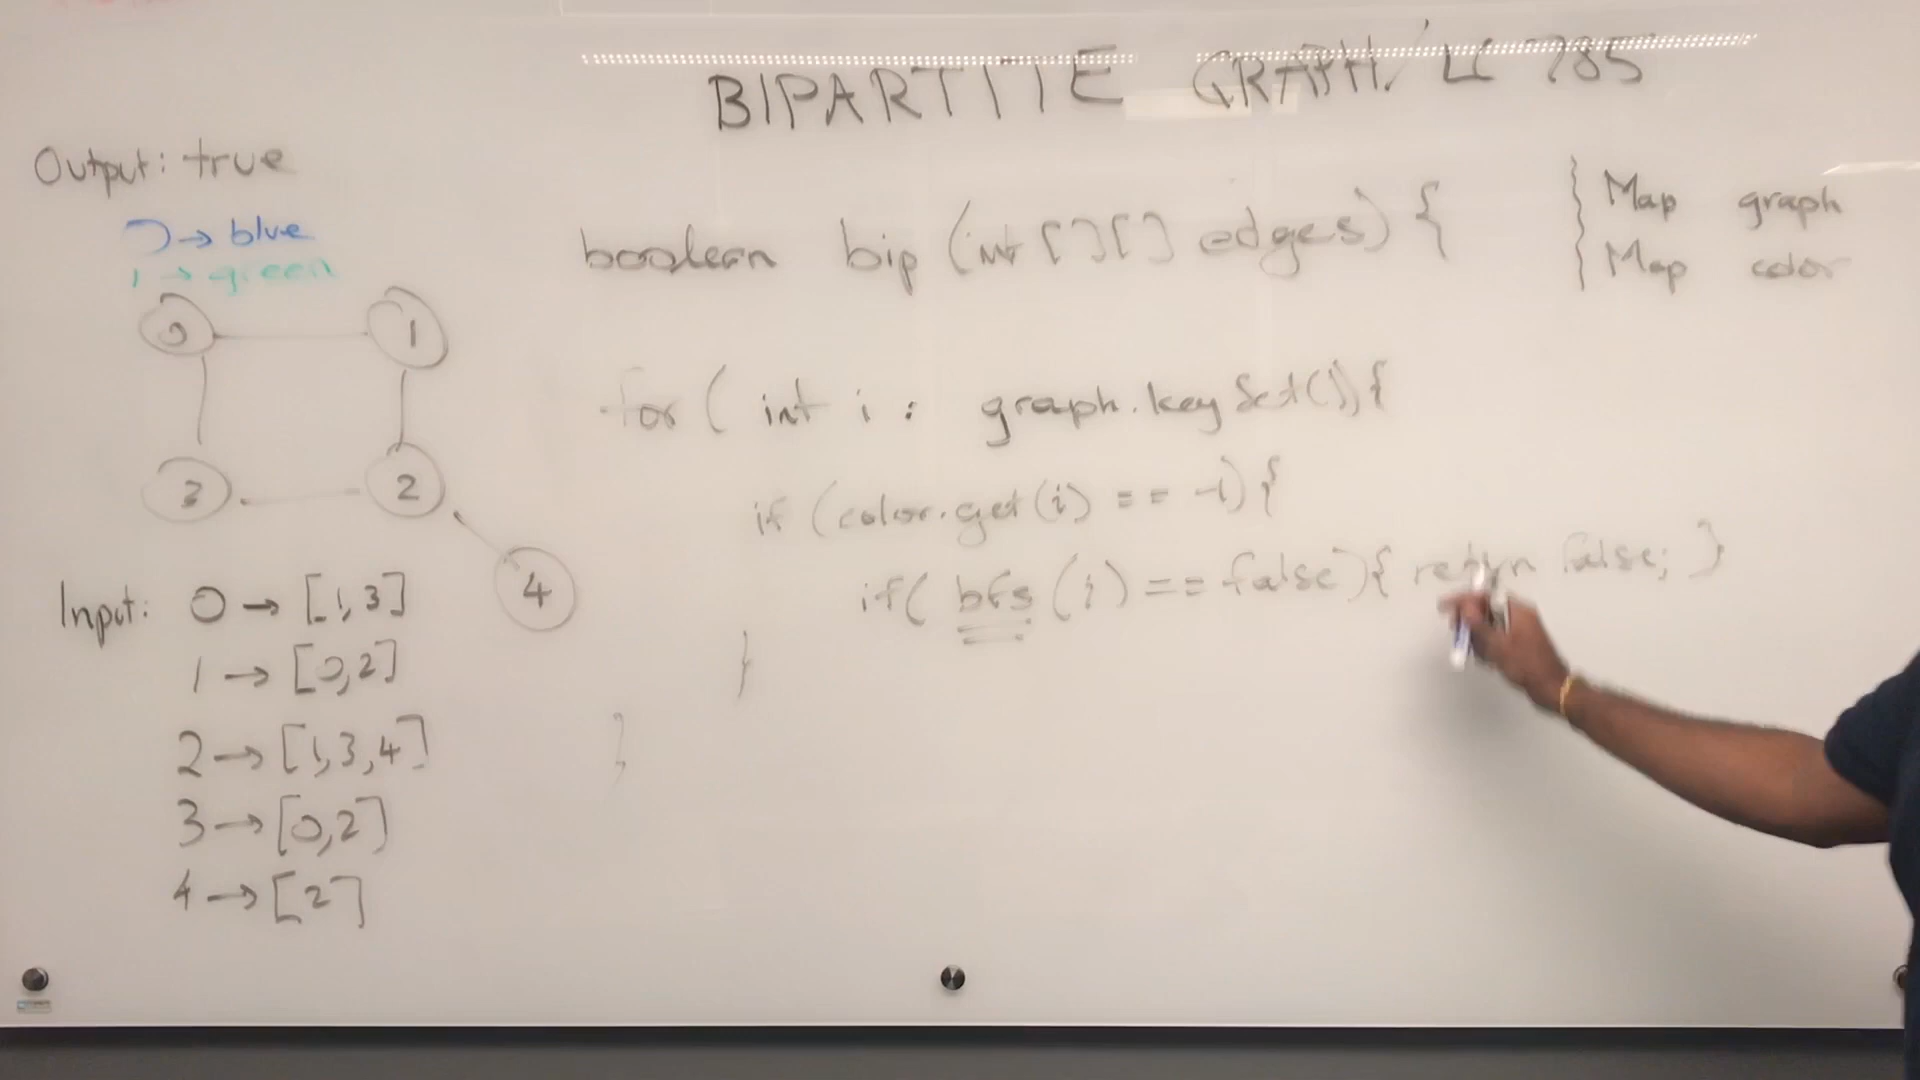 BIPARTITE GRAPH/ LC 785
Output: true
0 → blue
1 → green
0
1
3
2
4
Input: 0 → [1,3]
1 → [0,2]
2 → [1,3,4]
3 → [0,2]
4 → [2]
boolean bip (int [][] edges) {
for ( int i : graph.keySet()){
if (color.get(i) == -1) {
if( bfs (i) == false){ return false; }
}
}
Map graph
Map color